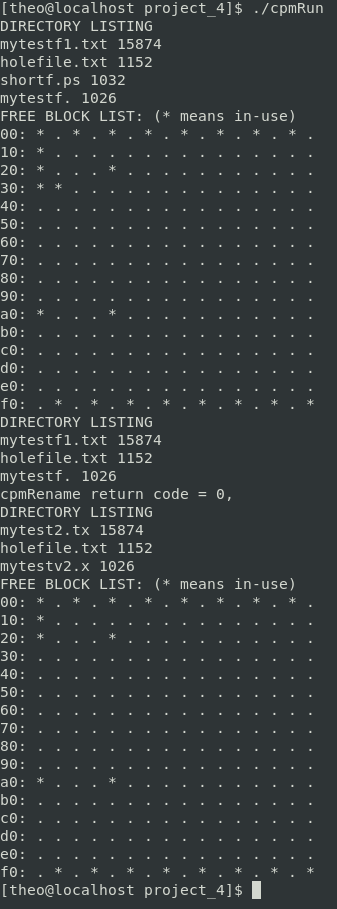 [theo@localhost project_4]$ ./cpmRun
DIRECTORY LISTING
mytestf1.txt 15874
holefile.txt 1152
shortf.ps 1032
mytestf. 1026
FREE BLOCK LIST: (* means in-use)
00: * . * . * . * . * . * . * . * .
10: * . . . . . . . . . . . . . . .
20: * . . . * . . . . . . . . . . .
30: * * . . . . . . . . . . . . . .
40: . . . . . . . . . . . . . . . .
50: . . . . . . . . . . . . . . . .
60: . . . . . . . . . . . . . . . .
70: . . . . . . . . . . . . . . . .
80: . . . . . . . . . . . . . . . .
90: . . . . . . . . . . . . . . . .
a0: * . . . * . . . . . . . . . . .
b0: . . . . . . . . . . . . . . . .
c0: . . . . . . . . . . . . . . . .
d0: . . . . . . . . . . . . . . . .
e0: . . . . . . . . . . . . . . . .
f0: . * . * . * . * . * . * . * . *
DIRECTORY LISTING
mytestf1.txt 15874
holefile.txt 1152
mytestf. 1026
cpmRename return code = 0,
DIRECTORY LISTING
mytest2.tx 15874
holefile.txt 1152
mytestv2.x 1026
FREE BLOCK LIST: (* means in-use)
00: * . * . * . * . * . * . * . * .
10: * . . . . . . . . . . . . . . .
20: * . . . * . . . . . . . . . . .
30: . . . . . . . . . . . . . . . .
40: . . . . . . . . . . . . . . . .
50: . . . . . . . . . . . . . . . .
60: . . . . . . . . . . . . . . . .
70: . . . . . . . . . . . . . . . .
80: . . . . . . . . . . . . . . . .
90: . . . . . . . . . . . . . . . .
a0: * . . . * . . . . . . . . . . .
b0: . . . . . . . . . . . . . . . .
c0: . . . . . . . . . . . . . . . .
d0: . . . . . . . . . . . . . . . .
e0: . . . . . . . . . . . . . . . .
f0: . * . * . * . * . * . * . * . *
[theo@localhost project_4]$